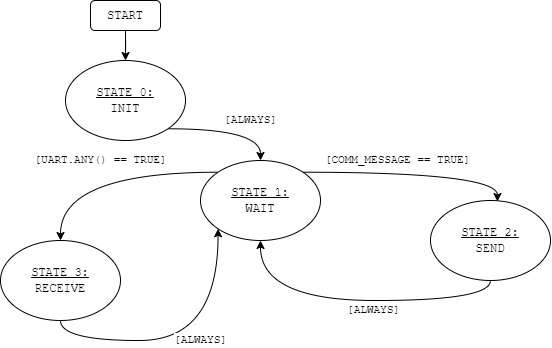 START
STATE 0:
INIT
[ALWAYS]
[UART.ANY() == TRUE]
[COMM_MESSAGE == TRUE]
STATE 1:
WAIT
STATE 2:
SEND
STATE 3:
RECEIVE
[ALWAYS]
[ALWAYS]